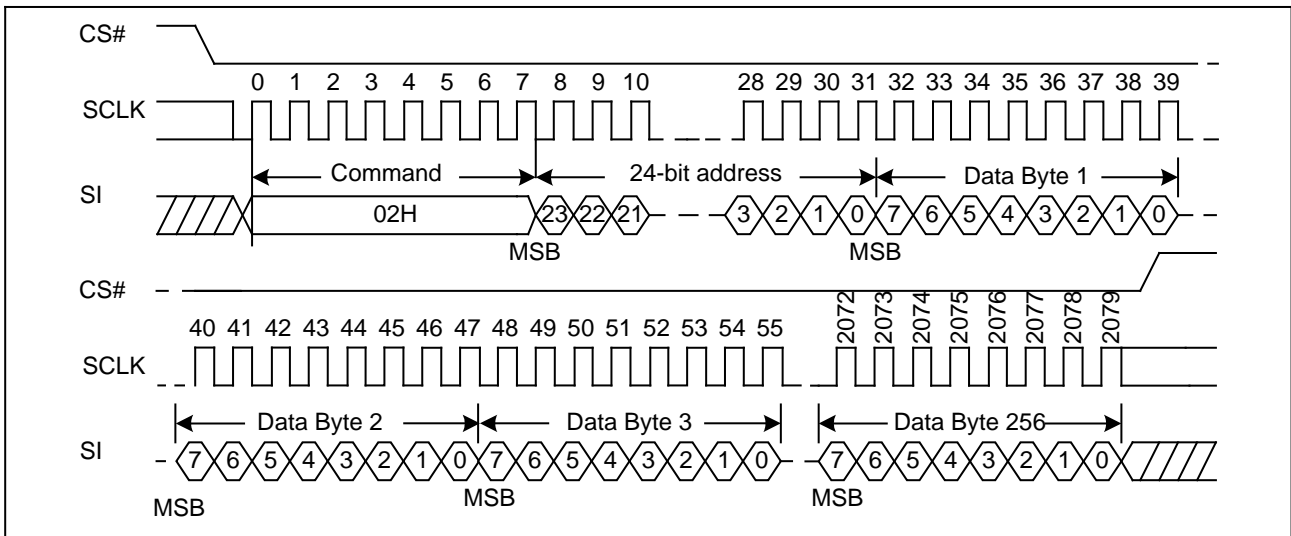 CS#
0 1 2 3 4 5 6 7 8 9 10 28 29 30 31 32 33 34 35 36 37 38 39
SCLK
Command 24-bit address Data Byte 1
SI
02H 23 22 21 3 2 1 0 7 6 5 4 3 2 1 0
MSB MSB
CS#
40 41 42 43 44 45 46 47 48 49 50 51 52 53 54 55 2072 2073 2074 2075 2076 2077 2078 2079
SCLK
Data Byte 2 Data Byte 3 Data Byte 256
SI
7 6 5 4 3 2 1 0 7 6 5 4 3 2 1 0 7 6 5 4 3 2 1 0
MSB MSB MSB